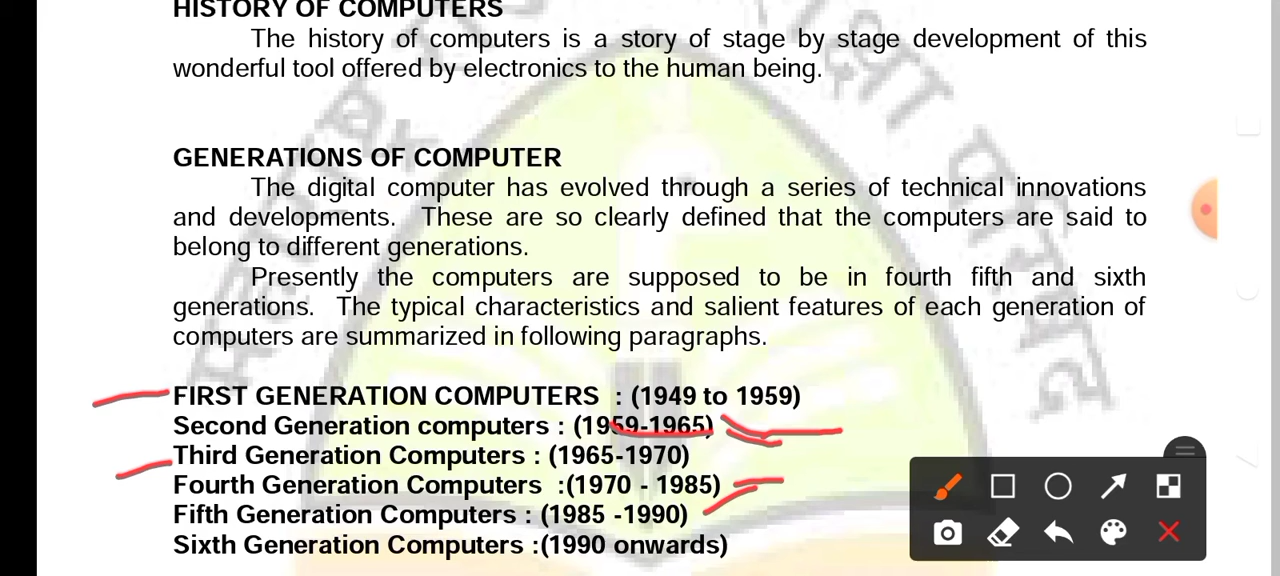 HISTORY OF COMPUTERS
The history of computers is a story of stage by stage development of this
wonderful tool offered by electronics to the human being.
GENERATIONS OF COMPUTER
The digital computer has evolved through a series of technical innovations
and developments. These are so clearly defined that the computers are said to
belong to different generations.
Presently the computers are supposed to be in fourth fifth and sixth
generations. The typical characteristics and salient features of each generation of
computers are summarized in following paragraphs.
FIRST GENERATION COMPUTERS : (1949 to 1959)
Second Generation computers : (1959-1965)
Third Generation Computers : (1965-1970)
Fourth Generation Computers :(1970 - 1985)
Fifth Generation Computers : (1985 -1990)
Sixth Generation Computers :(1990 onwards)